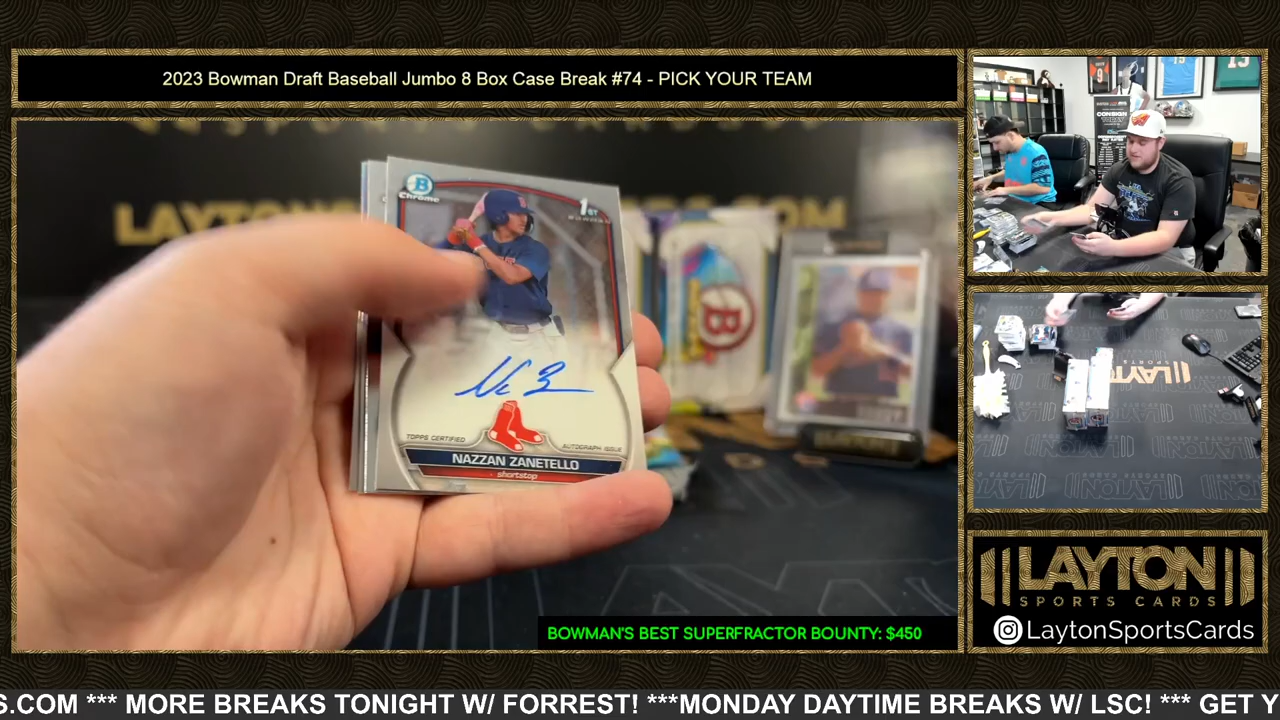 2023 Bowman Draft Baseball Jumbo 8 Box Case Break #74 - PICK YOUR TEAM
B
CHROME
1ST
BOWMAN
TOPPS CERTIFIED
AUTOGRAPH ISSUE
NAZZAN ZANETELLO
shortstop
BOWMAN'S BEST SUPERFRACTOR BOUNTY: $450
CONSIGN
LAYTON
SPORTS CARDS
LaytonSportsCards
S.COM *** MORE BREAKS TONIGHT W/ FORREST! ***MONDAY DAYTIME BREAKS W/ LSC! *** GET Y